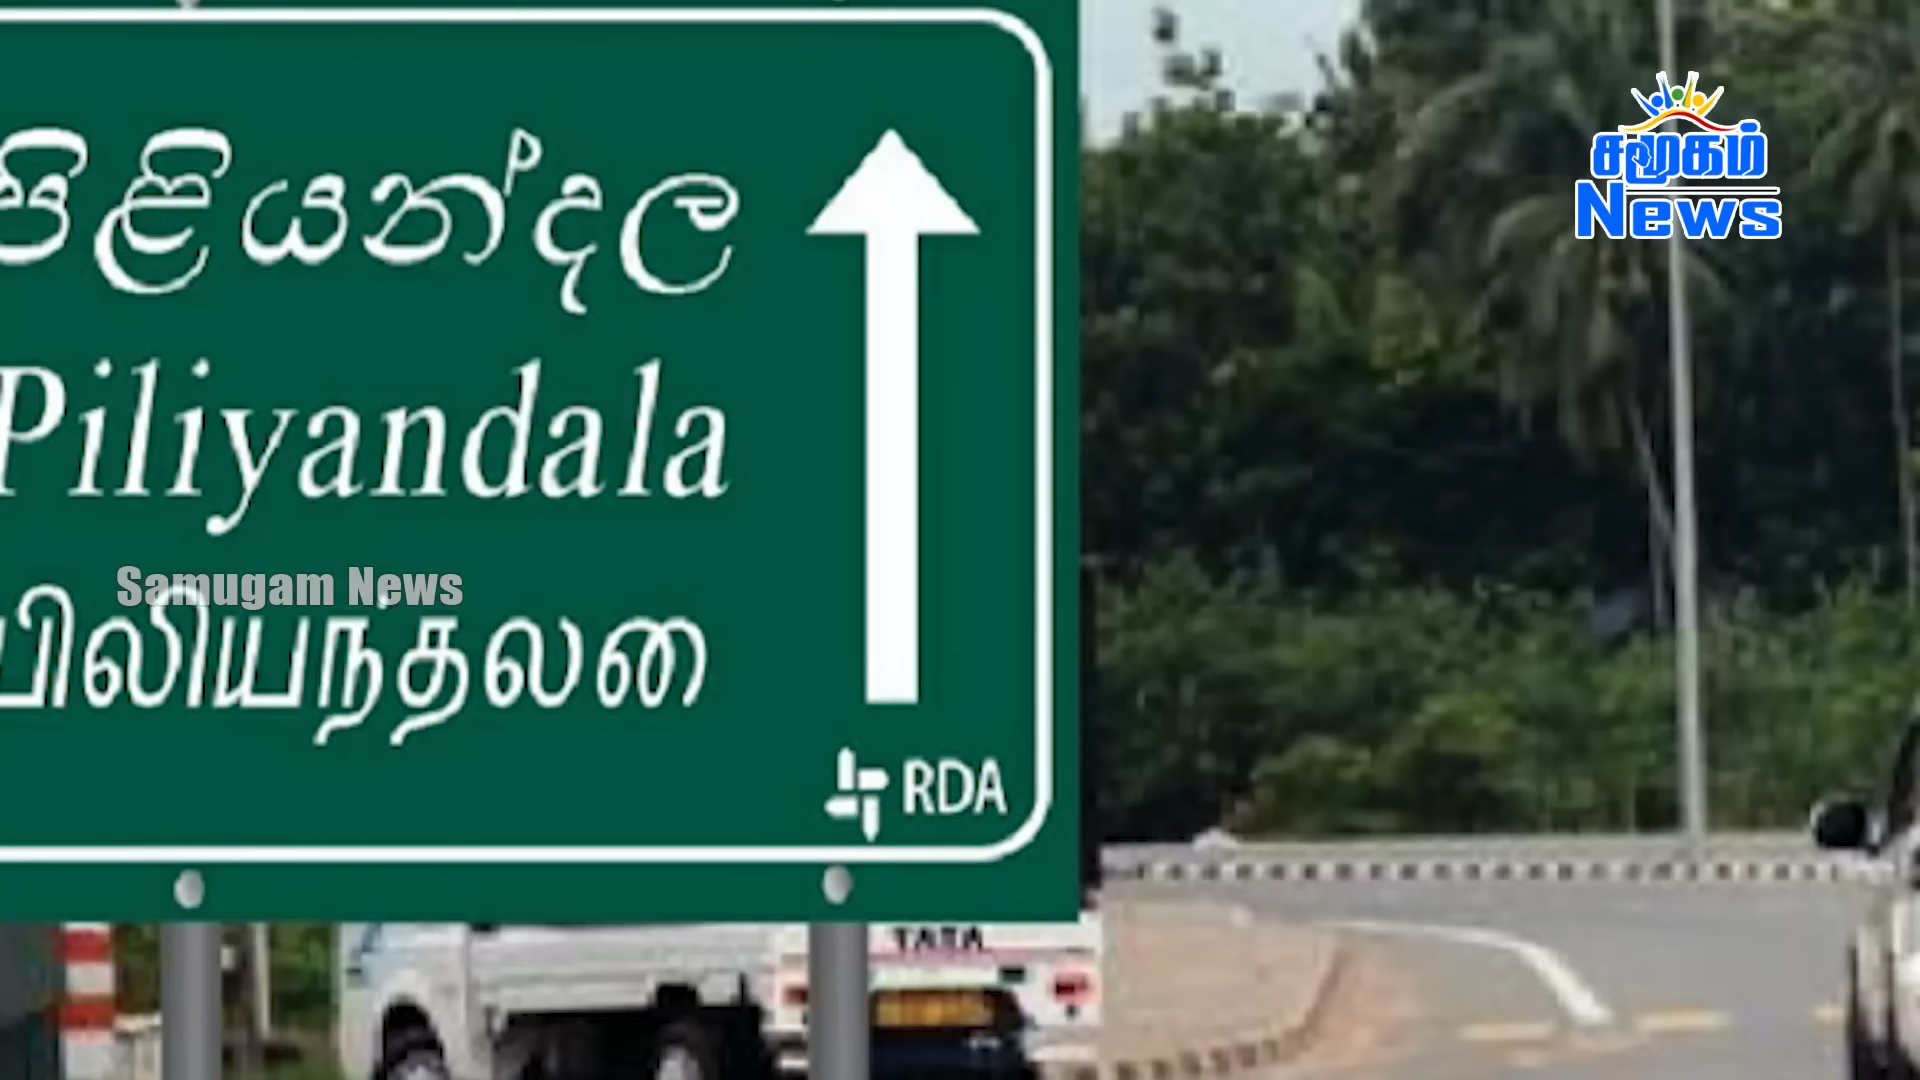 පිළියන්දල
Piliyandala
பிலியந்தலை
RDA
Samugam News
சமூகம்
News
TATA